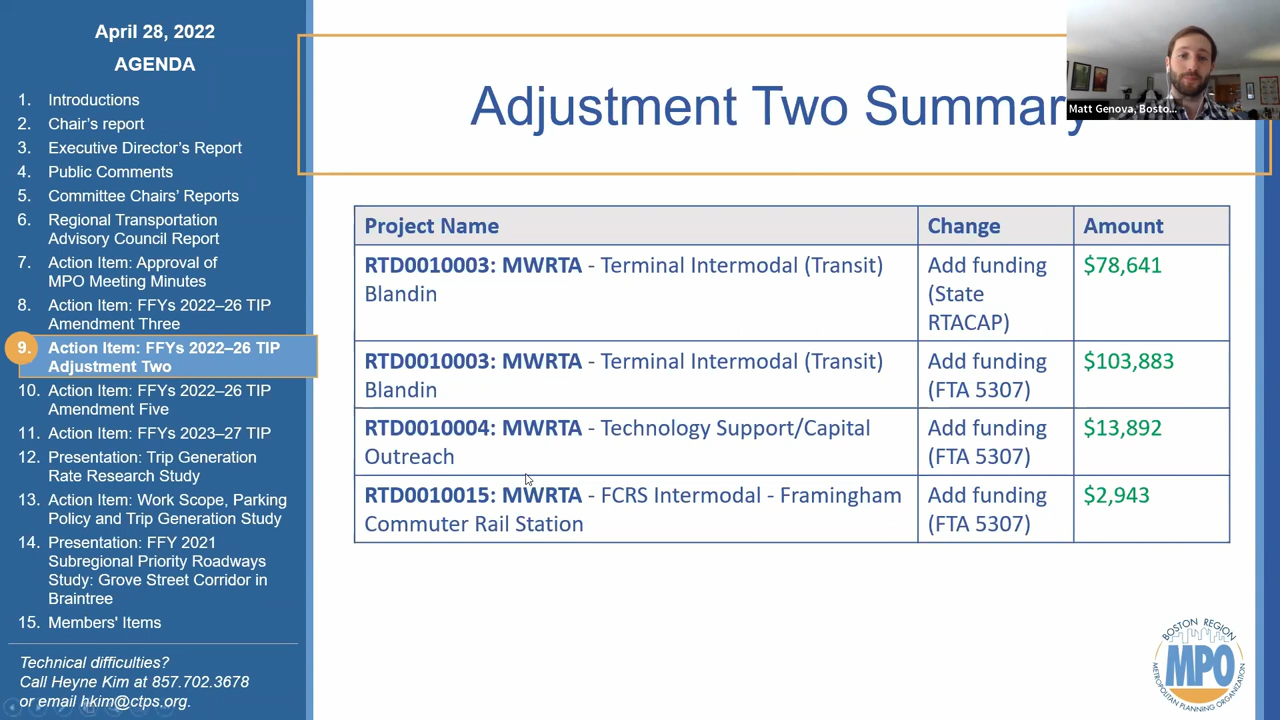 April 28, 2022
AGENDA
1. Introductions
2. Chair's report
3. Executive Director's Report
4. Public Comments
5. Committee Chairs' Reports
6. Regional Transportation
Advisory Council Report
7. Action Item: Approval of
MPO Meeting Minutes
8. Action Item: FFYs 2022–26 TIP
Amendment Three
9. Action Item: FFYs 2022–26 TIP
Adjustment Two
10. Action Item: FFYs 2022–26 TIP
Amendment Five
11. Action Item: FFYs 2023–27 TIP
12. Presentation: Trip Generation
Rate Research Study
13. Action Item: Work Scope, Parking
Policy and Trip Generation Study
14. Presentation: FFY 2021
Subregional Priority Roadways
Study: Grove Street Corridor in
Braintree
15. Members' Items
Technical difficulties?
Call Heyne Kim at 857.702.3678
or email hkim@ctps.org.
Adjustment Two Summary
Matt Genova, Bosto...
Project Name Change Amount
RTD0010003: MWRTA - Terminal Intermodal (Transit)
Blandin
Add funding
(State
RTACAP)
$78,641
RTD0010003: MWRTA - Terminal Intermodal (Transit)
Blandin
Add funding
(FTA 5307)
$103,883
RTD0010004: MWRTA - Technology Support/Capital
Outreach
Add funding
(FTA 5307)
$13,892
RTD0010015: MWRTA - FCRS Intermodal - Framingham
Commuter Rail Station
Add funding
(FTA 5307)
$2,943
BOSTON REGION
MPO
METROPOLITAN PLANNING ORGANIZATION